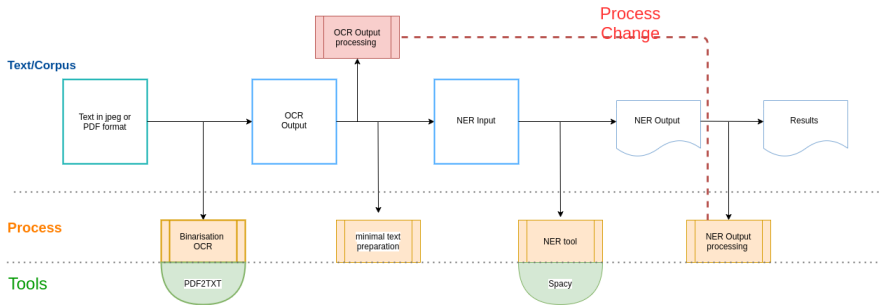 Process
Change
OCR Output
processing
Text/Corpus
Text in jpeg or
PDF format
OCR
Output
NER Input
NER Output
Results
Process
Binarisation
OCR
minimal text
preparation
NER tool
NER Output
processing
Tools
PDF2TXT
Spacy